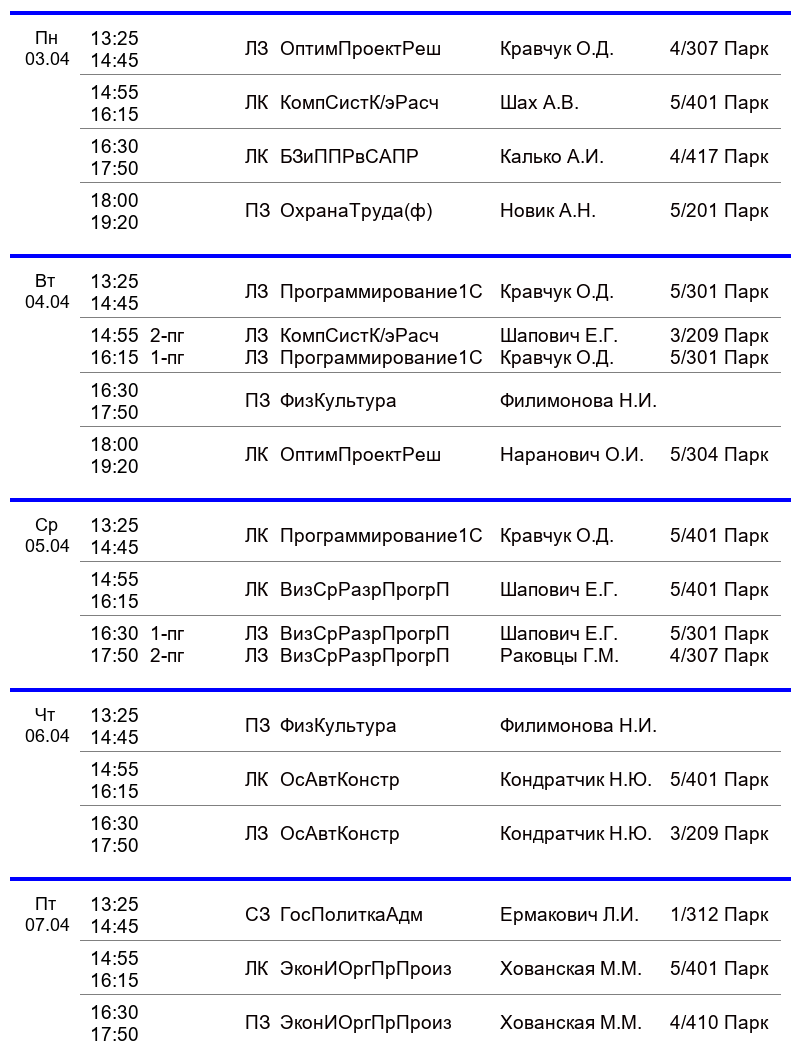 Пн 13:25 ЛЗ ОптимПроектРеш Кравчук О.Д. 4/307 Парк
03.04 14:45
14:55 ЛК КомпСистК/эРасч Шах А.В. 5/401 Парк
16:15
16:30 ЛК БЗиППРвСАПР Калько А.И. 4/417 Парк
17:50
18:00 ПЗ ОхранаТруда(ф) Новик А.Н. 5/201 Парк
19:20
Вт 13:25 ЛЗ Программирование1С Кравчук О.Д. 5/301 Парк
04.04 14:45
14:55 2-пг ЛЗ КомпСистК/эРасч Шапович Е.Г. 3/209 Парк
16:15 1-пг ЛЗ Программирование1С Кравчук О.Д. 5/301 Парк
16:30 ПЗ ФизКультура Филимонова Н.И.
17:50
18:00 ЛК ОптимПроектРеш Наранович О.И. 5/304 Парк
19:20
Ср 13:25 ЛК Программирование1С Кравчук О.Д. 5/401 Парк
05.04 14:45
14:55 ЛК ВизСрРазрПрогрП Шапович Е.Г. 5/401 Парк
16:15
16:30 1-пг ЛЗ ВизСрРазрПрогрП Шапович Е.Г. 5/301 Парк
17:50 2-пг ЛЗ ВизСрРазрПрогрП Раковцы Г.М. 4/307 Парк
Чт 13:25 ПЗ ФизКультура Филимонова Н.И.
06.04 14:45
14:55 ЛК ОсАвтКонстр Кондратчик Н.Ю. 5/401 Парк
16:15
16:30 ЛЗ ОсАвтКонстр Кондратчик Н.Ю. 3/209 Парк
17:50
Пт 13:25 СЗ ГосПолиткаАдм Ермакович Л.И. 1/312 Парк
07.04 14:45
14:55 ЛК ЭконИОргПрПроиз Хованская М.М. 5/401 Парк
16:15
16:30 ПЗ ЭконИОргПрПроиз Хованская М.М. 4/410 Парк
17:50